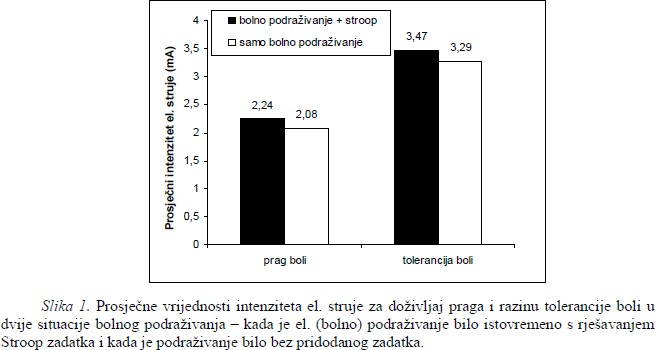 4
3,5
3
2,5
2
1,5
1
0,5
0
Prosječni intenzitet el. struje (mA)
bolno podraživanje + stroop
samo bolno podraživanje
2,24
2,08
3,47
3,29
prag boli
tolerancija boli
Slika 1. Prosječne vrijednosti intenziteta el. struje za doživljaj praga i razinu tolerancije boli u
dvije situacije bolnog podraživanja – kada je el. (bolno) podraživanje bilo istovremeno s rješavanjem
Stroop zadatka i kada je podraživanje bilo bez pridodanog zadatka.